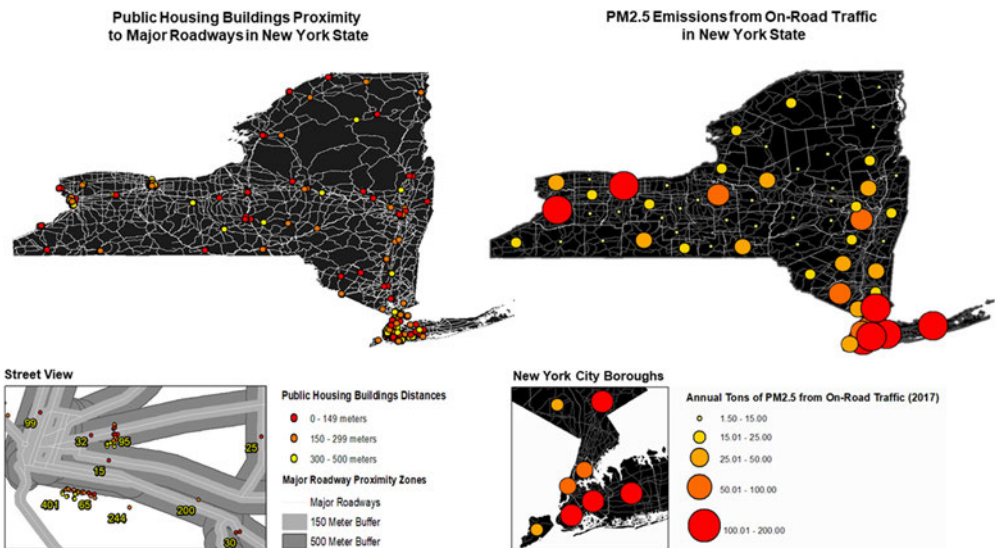 Public Housing Buildings Proximity
to Major Roadways in New York State
PM2.5 Emissions from On-Road Traffic
in New York State
Street View
99
32
95
25
15
401
65
244
200
30
Public Housing Buildings Distances
0 - 149 meters
150 - 299 meters
300 - 500 meters
Major Roadway Proximity Zones
Major Roadways
150 Meter Buffer
500 Meter Buffer
New York City Boroughs
Annual Tons of PM2.5 from On-Road Traffic (2017)
1.50 - 15.00
15.01 - 25.00
25.01 - 50.00
50.01 - 100.00
100.01 - 200.00